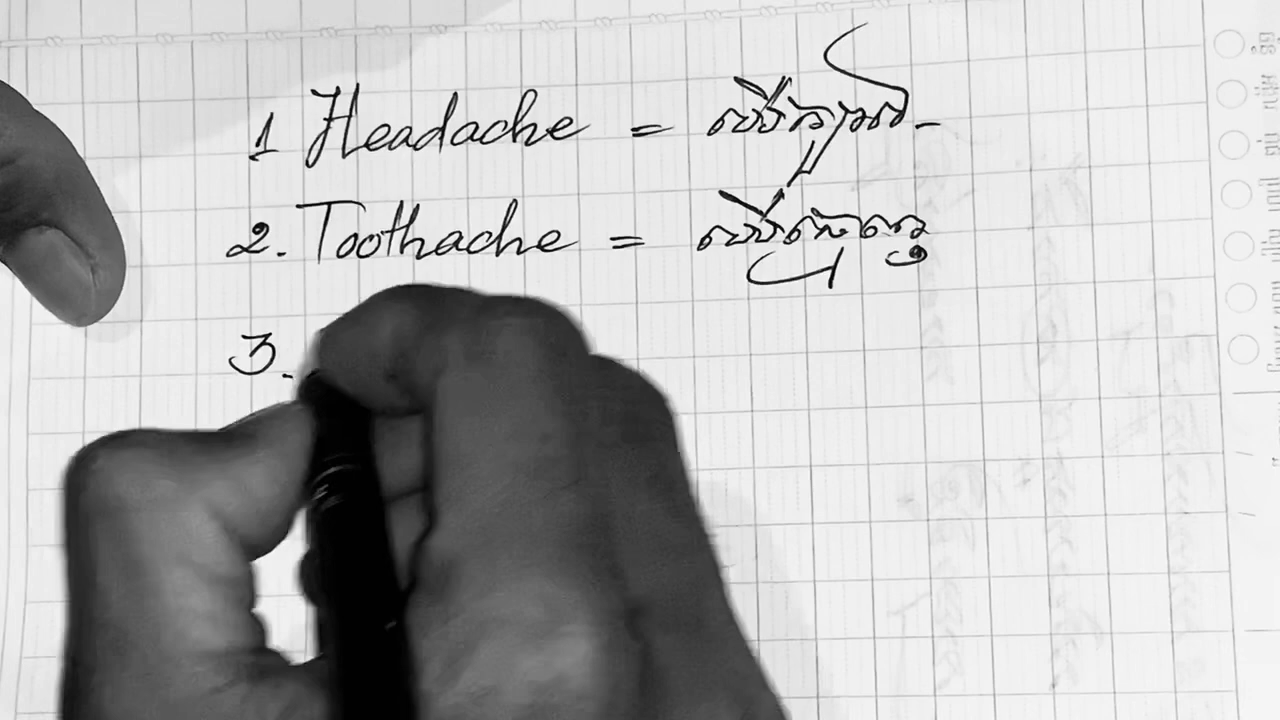 1 Headache = ឈឺក្បាល-
2. Toothache = ឈឺធ្មេញ
3.